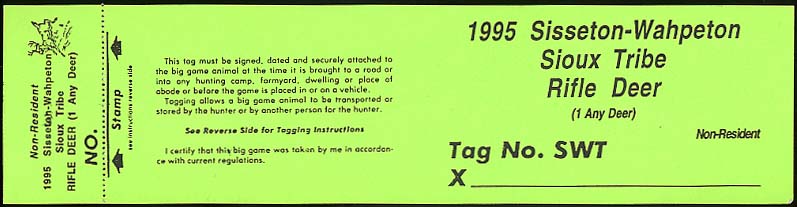 Non-Resident
1995 Sisseton-Wahpeton
Sioux Tribe
RIFLE DEER (1 Any Deer)
NO.
Stamp
see instructions reverse side
This tag must be signed, dated and securely attached to
the big game animal at the time it is brought to a road or
into any hunting camp, farmyard, dwelling or place of
abode or before the game is placed in or on a vehicle.
Tagging allows a big game animal to be transported or
stored by the hunter or by another person for the hunter.
See Reverse Side for Tagging Instructions
I certify that this big game was taken by me in accordan-
ce with current regulations.
1995 Sisseton-Wahpeton
Sioux Tribe
Rifle Deer
(1 Any Deer)
Non-Resident
Tag No. SWT
X